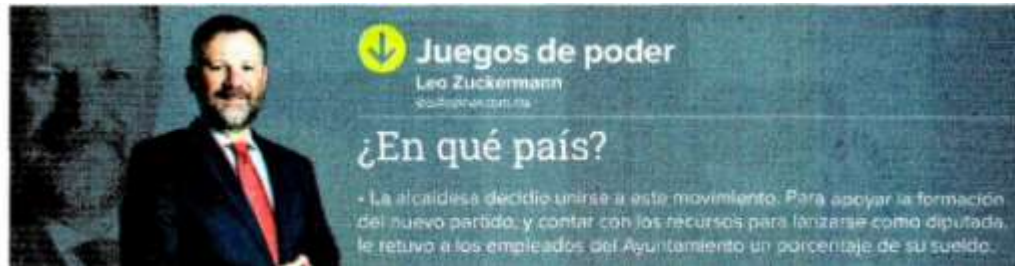 Juegos de poder
Leo Zuckermann
¿En qué país?
• La alcaldesa decidió unirse a este movimiento. Para apoyar la formación
del nuevo partido, y contar con los recursos para lanzarse como diputada,
le retuvo a los empleados del Ayuntamiento un porcentaje de su sueldo.